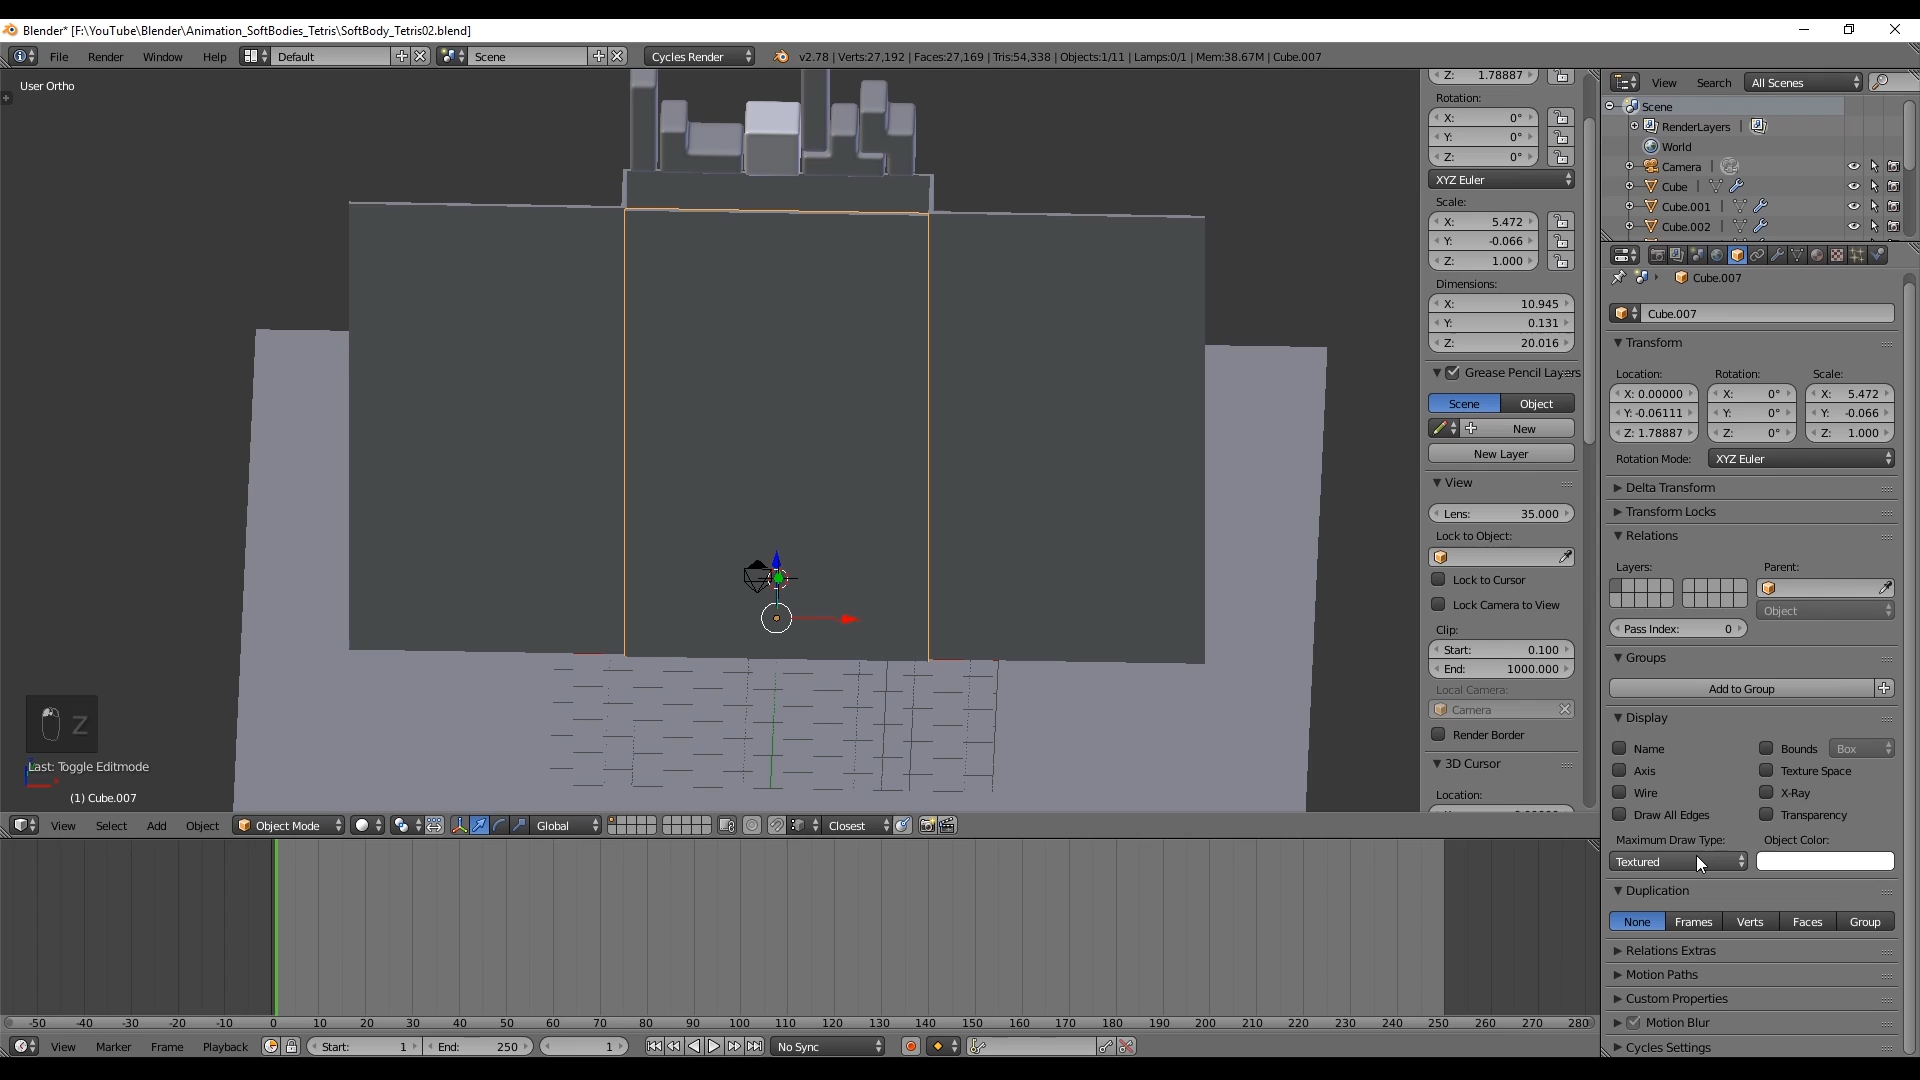 Blender* [F:\YouTube\Blender\Animation_SoftBodies_Tetris\SoftBody_Tetris02.blend]
File Render Window Help Default Scene Cycles Render v2.78 | Verts:27,192 | Faces:27,169 | Tris:54,338 | Objects:1/11 | Lamps:0/1 | Mem:38.67M | Cube.007
User Ortho
Z: 1.78887
Rotation:
X: 0°
Y: 0°
Z: 0°
XYZ Euler
Scale:
X: 5.472
Y: -0.066
Z: 1.000
Dimensions:
X: 10.945
Y: 0.131
Z: 20.016
Grease Pencil Layers
Scene Object
New
New Layer
View
Lens: 35.000
Lock to Object:
Lock to Cursor
Lock Camera to View
Clip:
Start: 0.100
End: 1000.000
Local Camera:
Camera
Render Border
3D Cursor
Location:
View Search All Scenes
Scene
RenderLayers
World
Camera
Cube
Cube.001
Cube.002
Cube.007
Cube.007
Transform
Location: Rotation: Scale:
X: 0.00000 X: 0° X: 5.472
Y: -0.06111 Y: 0° Y: -0.066
Z: 1.78887 Z: 0° Z: 1.000
Rotation Mode: XYZ Euler
Delta Transform
Transform Locks
Relations
Layers: Parent:
Object
Pass Index: 0
Groups
Add to Group
Display
Name Bounds Box
Axis Texture Space
Wire X-Ray
Draw All Edges Transparency
Maximum Draw Type: Object Color:
Textured
Duplication
None Frames Verts Faces Group
Relations Extras
Motion Paths
Custom Properties
Motion Blur
Cycles Settings
Z
Last: Toggle Editmode
(1) Cube.007
View Select Add Object Object Mode Global Closest
-50 -40 -30 -20 -10 0 10 20 30 40 50 60 70 80 90 100 110 120 130 140 150 160 170 180 190 200 210 220 230 240 250 260 270 280
View Marker Frame Playback Start: 1 End: 250 1 No Sync